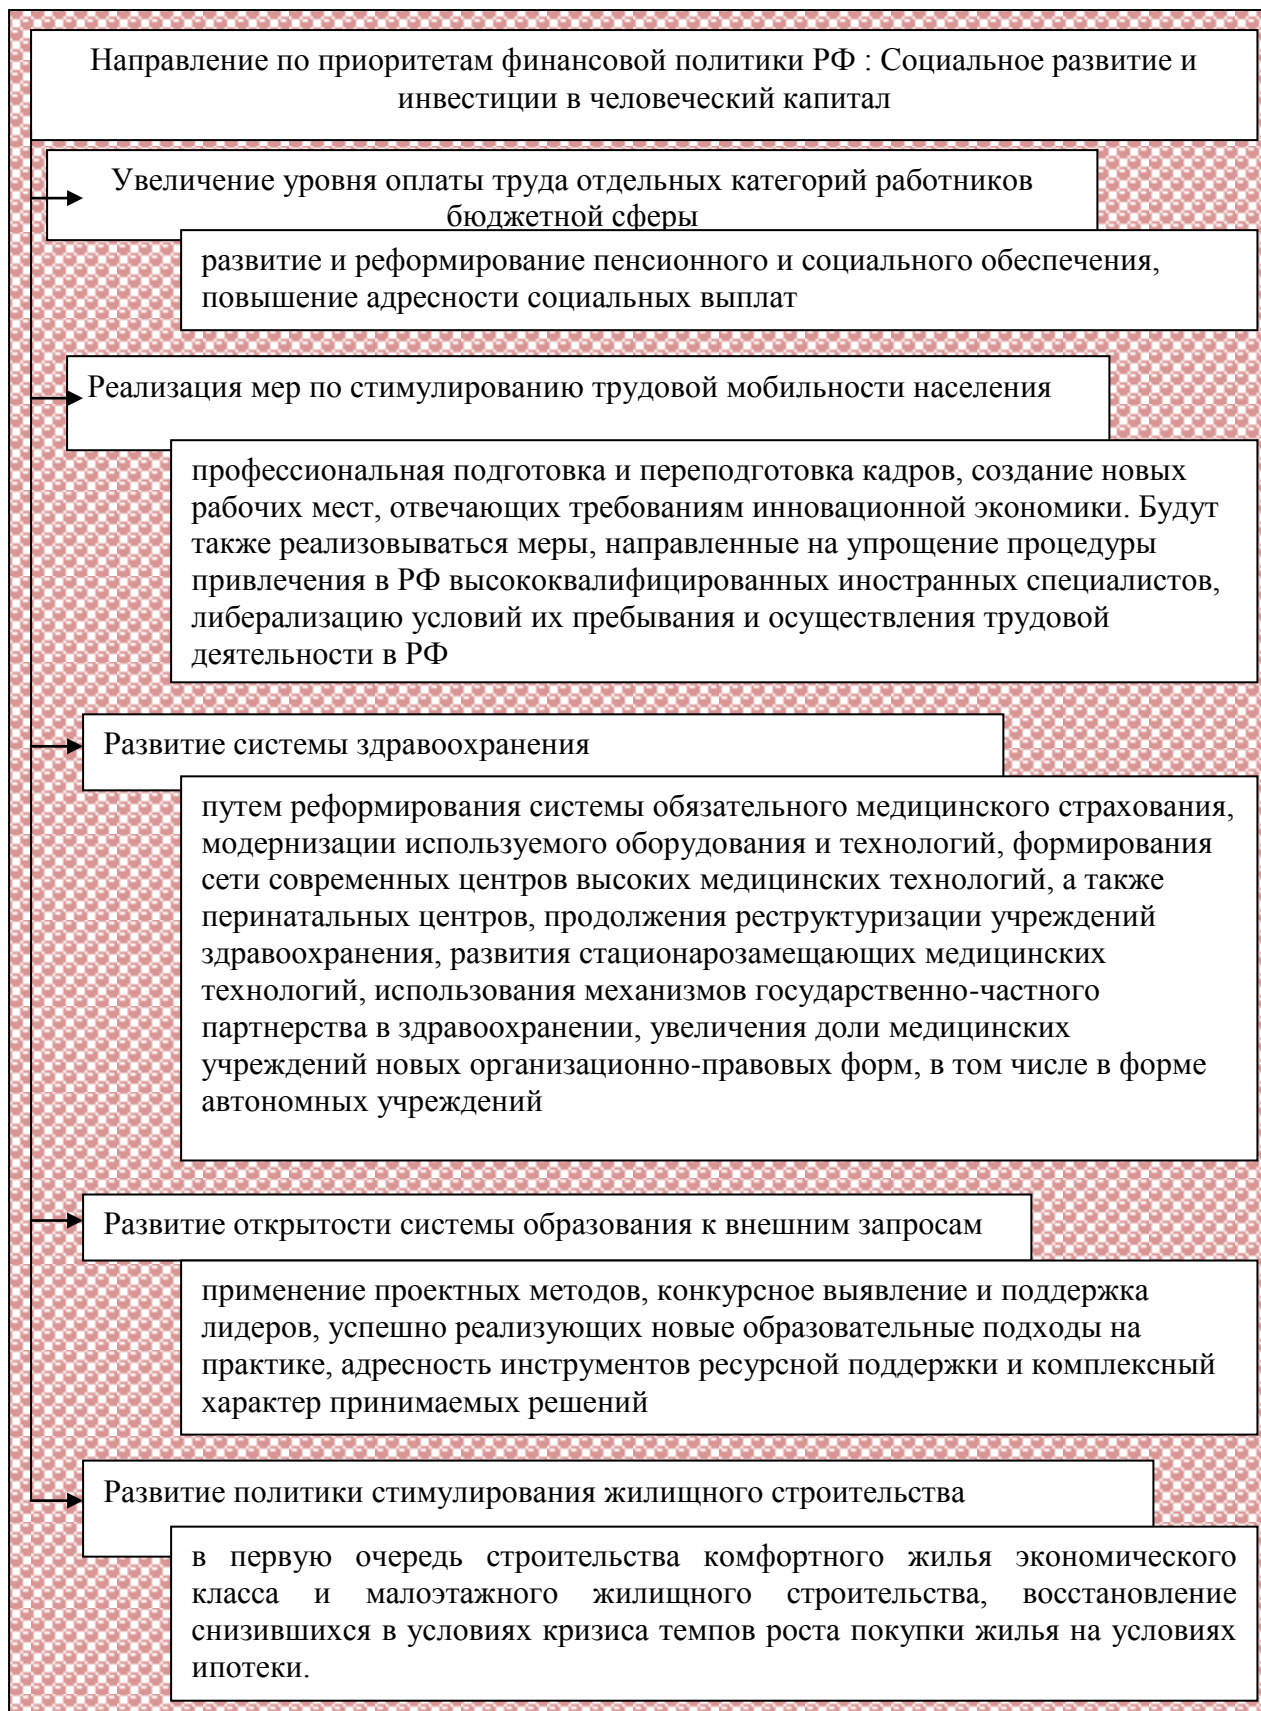 Направление по приоритетам финансовой политики РФ : Социальное развитие и
инвестиции в человеческий капитал
Увеличение уровня оплаты труда отдельных категорий работников
бюджетной сферы
развитие и реформирование пенсионного и социального обеспечения,
повышение адресности социальных выплат
Реализация мер по стимулированию трудовой мобильности населения
профессиональная подготовка и переподготовка кадров, создание новых
рабочих мест, отвечающих требованиям инновационной экономики. Будут
также реализовываться меры, направленные на упрощение процедуры
привлечения в РФ высококвалифицированных иностранных специалистов,
либерализацию условий их пребывания и осуществления трудовой
деятельности в РФ
Развитие системы здравоохранения
путем реформирования системы обязательного медицинского страхования,
модернизации используемого оборудования и технологий, формирования
сети современных центров высоких медицинских технологий, а также
перинатальных центров, продолжения реструктуризации учреждений
здравоохранения, развития стационарозамещающих медицинских
технологий, использования механизмов государственно-частного
партнерства в здравоохранении, увеличения доли медицинских
учреждений новых организационно-правовых форм, в том числе в форме
автономных учреждений
Развитие открытости системы образования к внешним запросам
применение проектных методов, конкурсное выявление и поддержка
лидеров, успешно реализующих новые образовательные подходы на
практике, адресность инструментов ресурсной поддержки и комплексный
характер принимаемых решений
Развитие политики стимулирования жилищного строительства
в первую очередь строительства комфортного жилья экономического
класса и малоэтажного жилищного строительства, восстановление
снизившихся в условиях кризиса темпов роста покупки жилья на условиях
ипотеки.